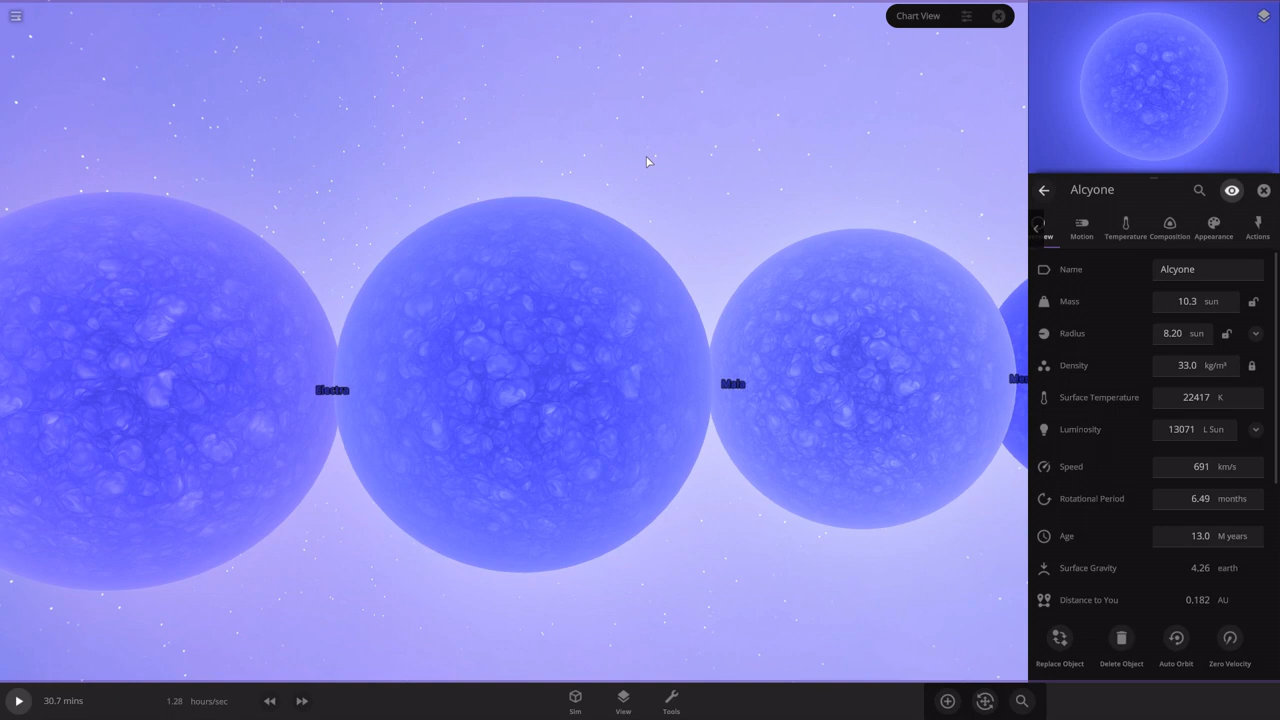 Chart View
Alcyone
Motion
Temperature
Composition
Appearance
Actions
Name Alcyone
Mass 10.3 sun
Radius 8.20 sun
Density 33.0 kg/m³
Surface Temperature 22417 K
Luminosity 13071 L Sun
Speed 691 km/s
Rotational Period 6.49 months
Age 13.0 M years
Surface Gravity 4.26 earth
Distance to You 0.182 AU
Replace Object
Delete Object
Auto Orbit
Zero Velocity
Electra
Maia
30.7 mins
1.28 hours/sec
Sim
View
Tools